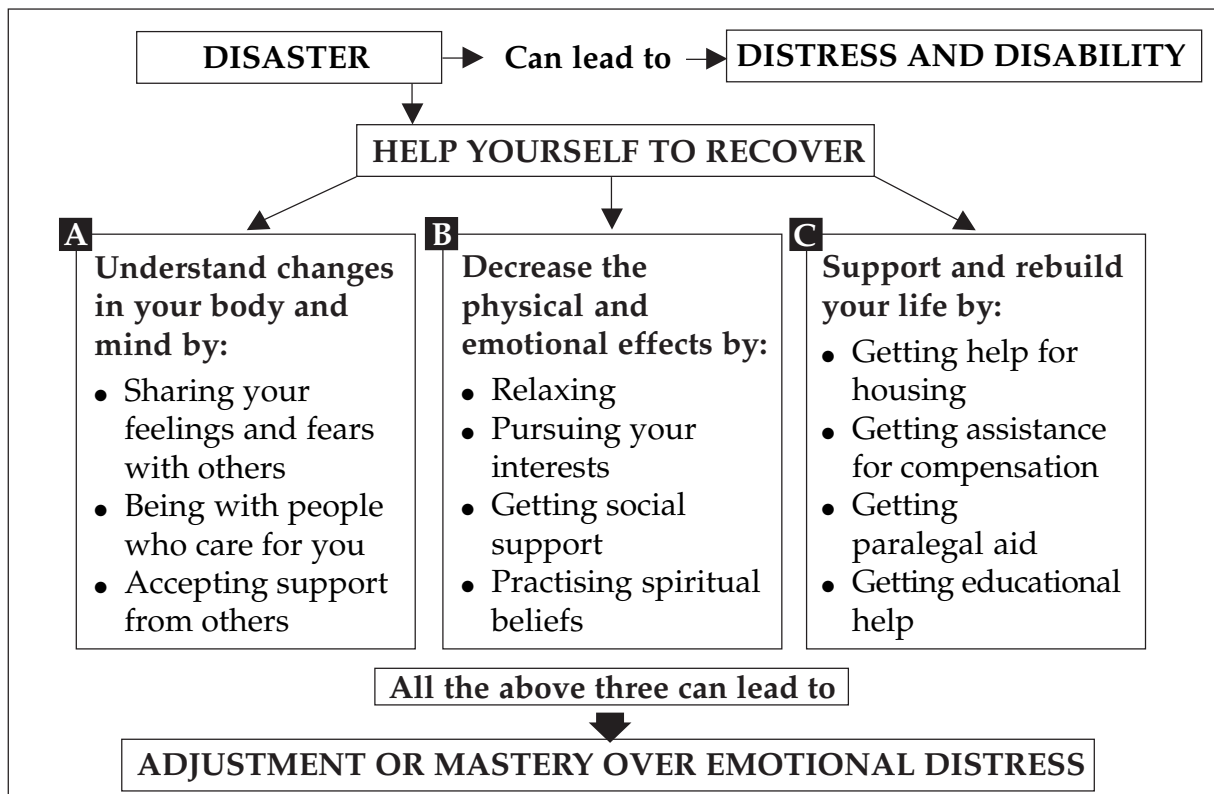 DISASTER Can lead to DISTRESS AND DISABILITY
HELP YOURSELF TO RECOVER
A
Understand changes
in your body and
mind by:
• Sharing your
feelings and fears
with others
• Being with people
who care for you
• Accepting support
from others
B
Decrease the
physical and
emotional effects by:
• Relaxing
• Pursuing your
interests
• Getting social
support
• Practising spiritual
beliefs
C
Support and rebuild
your life by:
• Getting help for
housing
• Getting assistance
for compensation
• Getting
paralegal aid
• Getting educational
help
All the above three can lead to
ADJUSTMENT OR MASTERY OVER EMOTIONAL DISTRESS